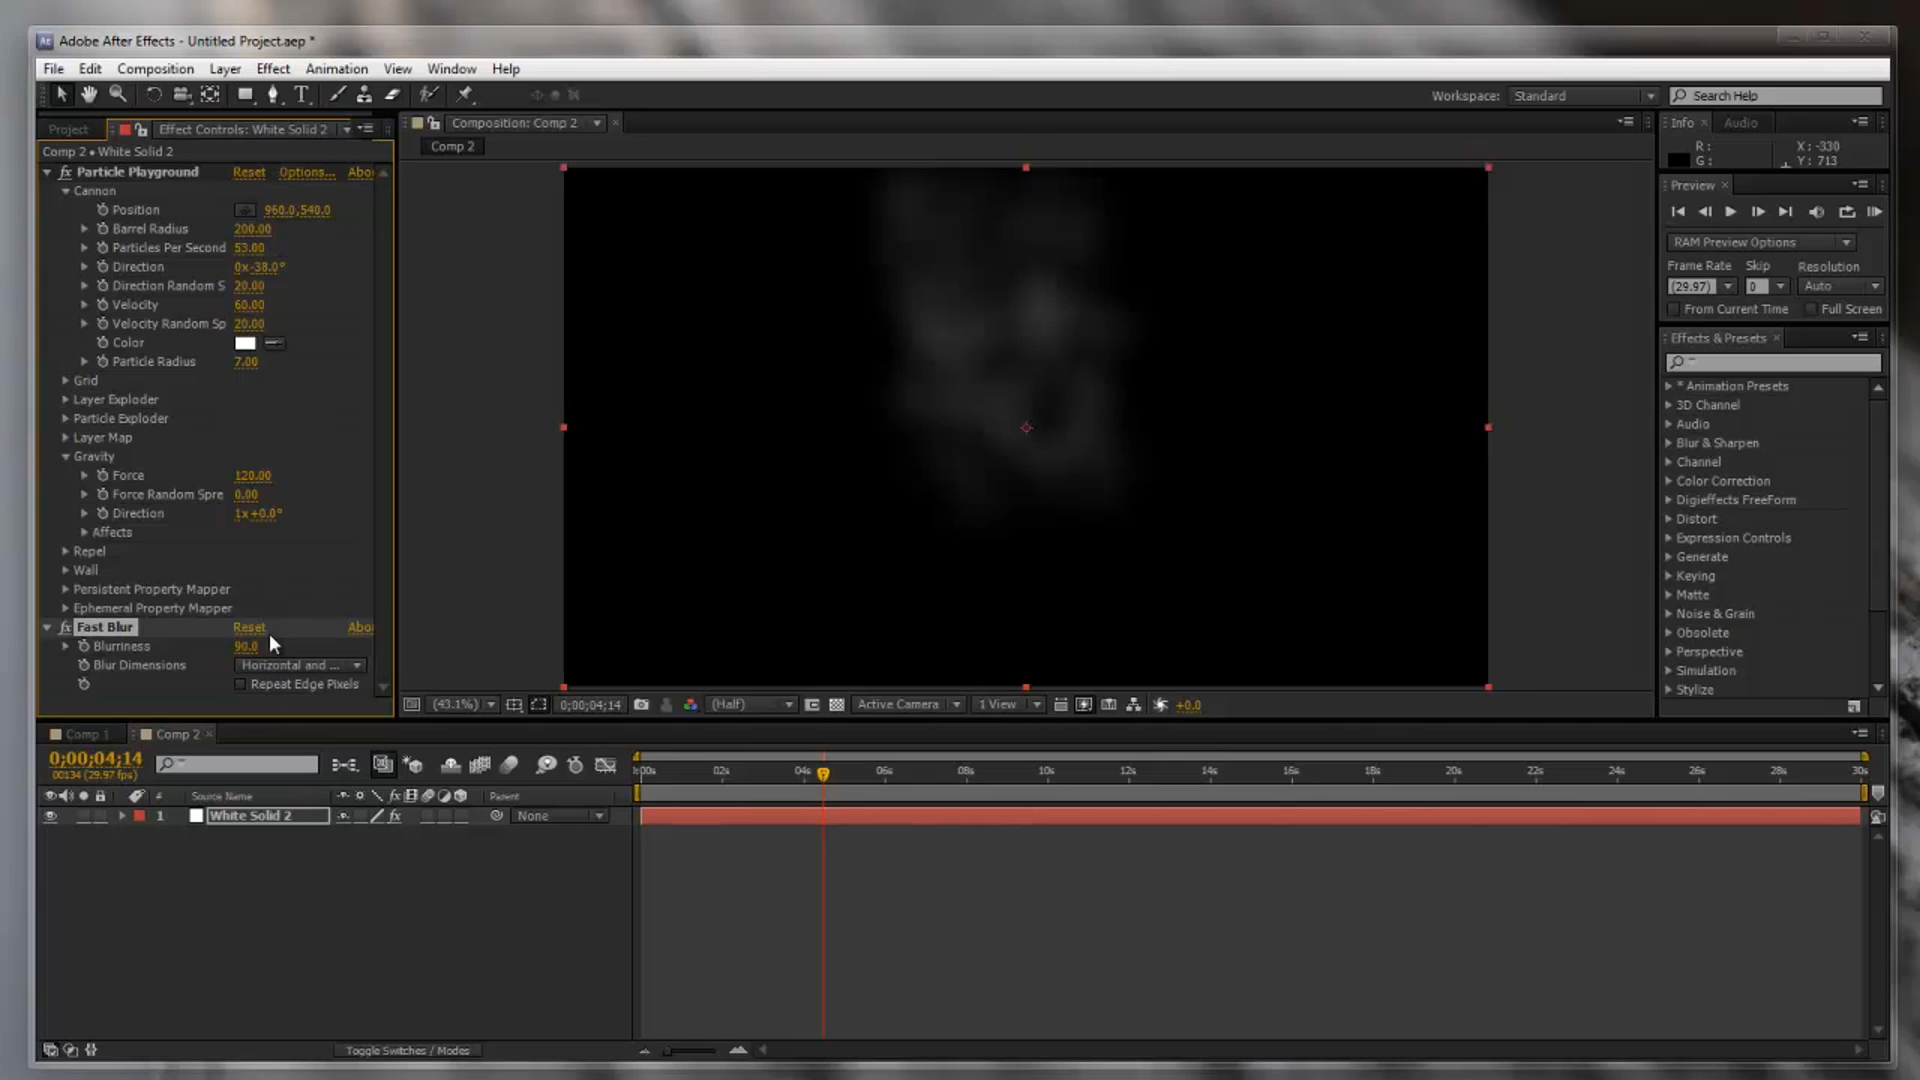 Adobe After Effects - Untitled Project.aep *
File Edit Composition Layer Effect Animation View Window Help
Workspace: Standard Search Help
Project Effect Controls: White Solid 2 Composition: Comp 2 Info Audio
Comp 2 • White Solid 2 Comp 2 R: X: -330
G: Y: 713
Particle Playground Reset Options... Abo
Cannon Preview
Position 960.0,540.0
Barrel Radius 200.00
Particles Per Second 53.00 RAM Preview Options
Direction 0x-38.0° Frame Rate Skip Resolution
Direction Random S 20.00 (29.97) 0 Auto
Velocity 60.00 From Current Time Full Screen
Velocity Random Sp 20.00
Color Effects & Presets
Particle Radius 7.00
Grid * Animation Presets
Layer Exploder 3D Channel
Particle Exploder Audio
Layer Map Blur & Sharpen
Gravity Channel
Force 120.00 Color Correction
Force Random Spre 0.00 Digieffects FreeForm
Direction 1x+0.0° Distort
Affects Expression Controls
Repel Generate
Wall Keying
Persistent Property Mapper Matte
Ephemeral Property Mapper Noise & Grain
Fast Blur Reset Abo Obsolete
Blurriness 90.0 Perspective
Blur Dimensions Horizontal and ... Simulation
Repeat Edge Pixels Stylize
(43.1%) 0;00;04;14 (Half) Active Camera 1 View +0.0
Comp 1 Comp 2
0;00;04;14
00134 (29.97 fps) 02s 04s 06s 08s 10s 12s 14s 16s 18s 20s 22s 24s 26s 28s 30s
# Source Name fx Parent
1 White Solid 2 fx None
Toggle Switches / Modes